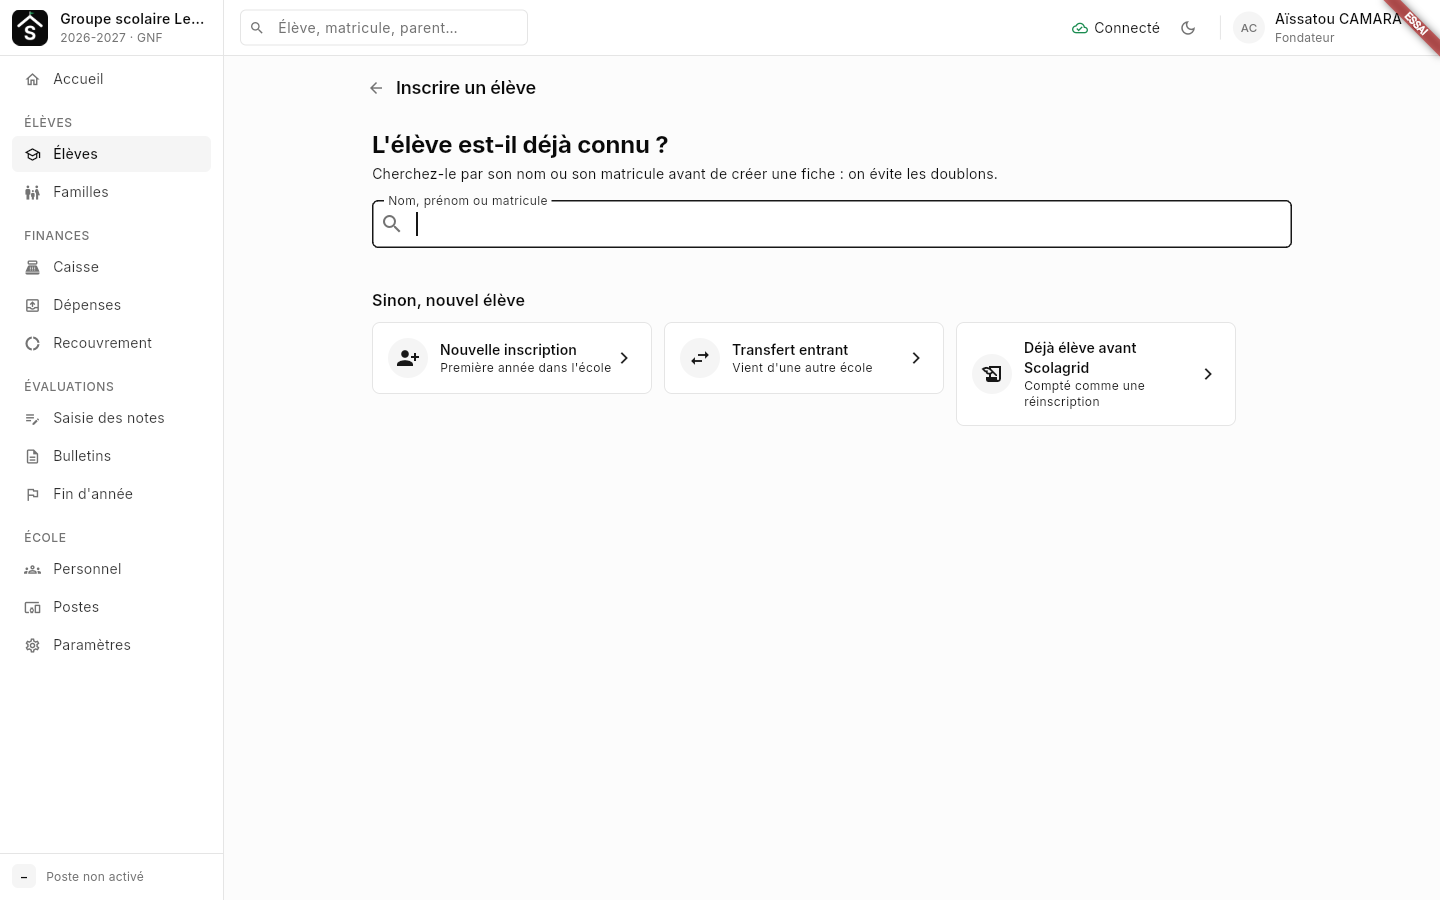 Groupe scolaire Le...
2026-2027 · GNF
Élève, matricule, parent...
Connecté
AC
Aïssatou CAMARA
Fondateur
ESSAI
Accueil
ÉLÈVES
Élèves
Familles
FINANCES
Caisse
Dépenses
Recouvrement
ÉVALUATIONS
Saisie des notes
Bulletins
Fin d'année
ÉCOLE
Personnel
Postes
Paramètres
–
Poste non activé
Inscrire un élève
L'élève est-il déjà connu ?
Cherchez-le par son nom ou son matricule avant de créer une fiche : on évite les doublons.
Nom, prénom ou matricule
Sinon, nouvel élève
Nouvelle inscription
Première année dans l'école
Transfert entrant
Vient d'une autre école
Déjà élève avant
Scolagrid
Compté comme une
réinscription